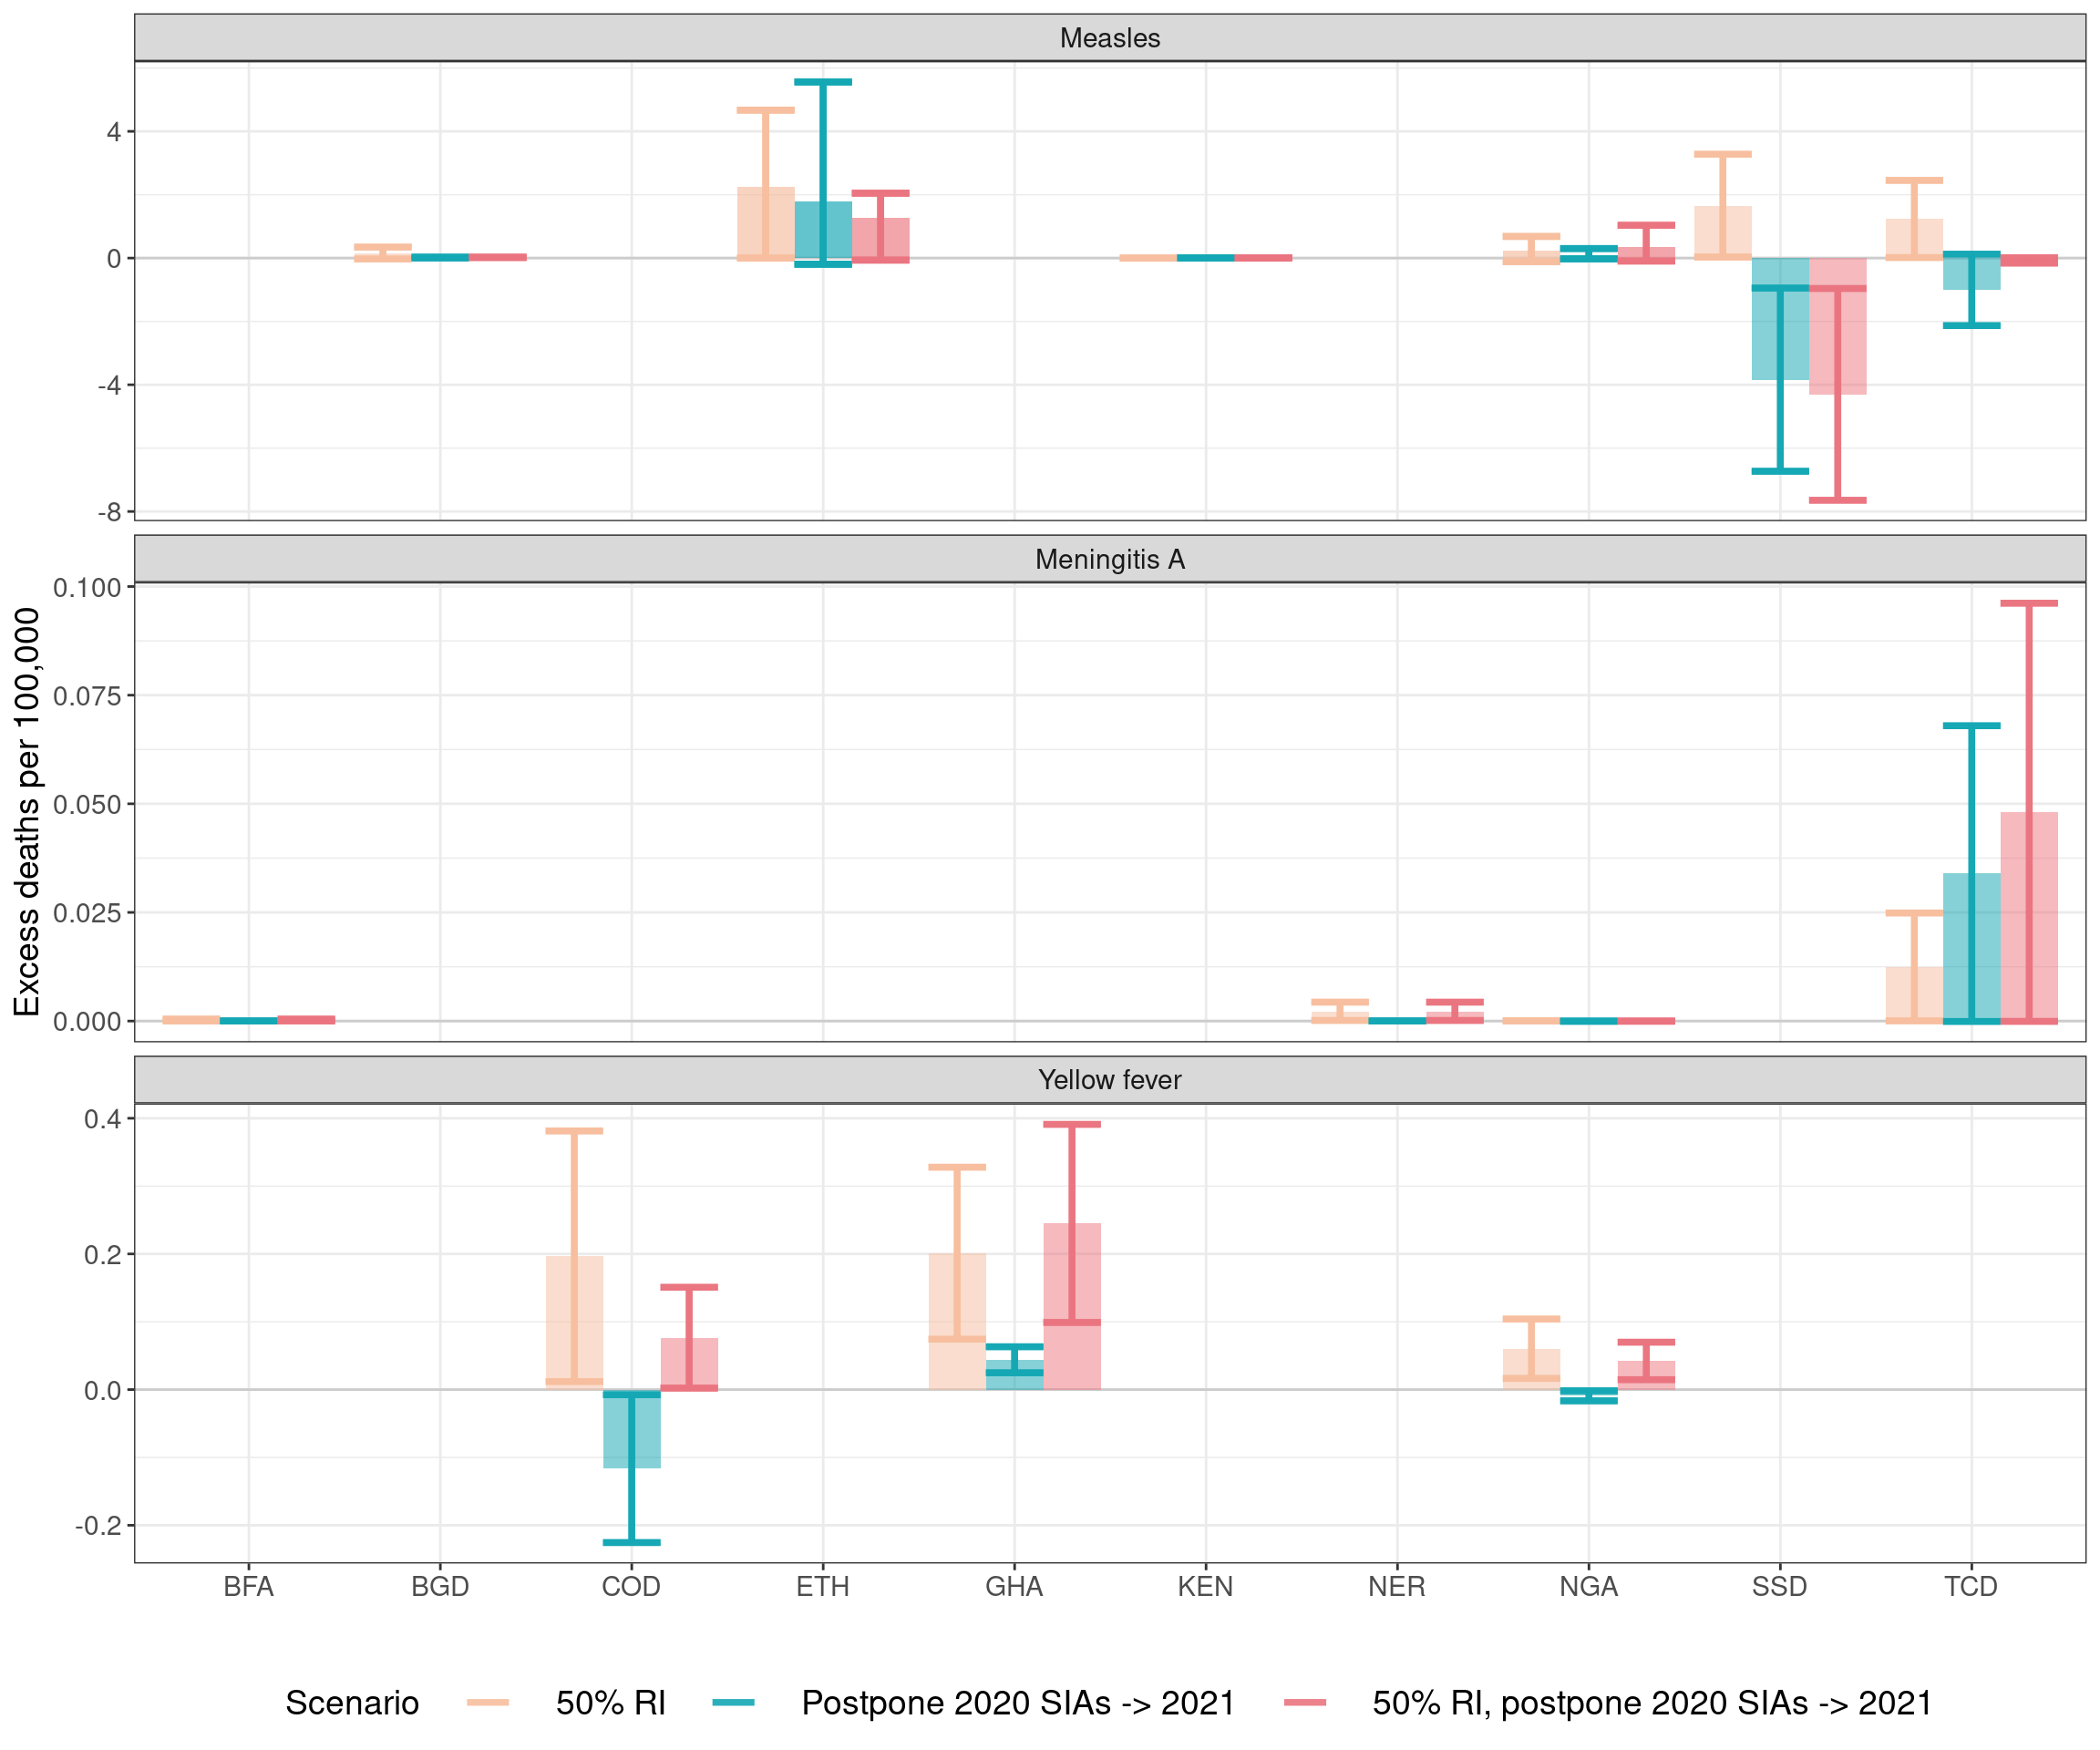 Measles
4
0
-4
-8
Meningitis A
Excess deaths per 100,000
0.100
0.075
0.050
0.025
0.000
Yellow fever
0.4
0.2
0.0
-0.2
BFA BGD COD ETH GHA KEN NER NGA SSD TCD
Scenario 50% RI Postpone 2020 SIAs -> 2021 50% RI, postpone 2020 SIAs -> 2021